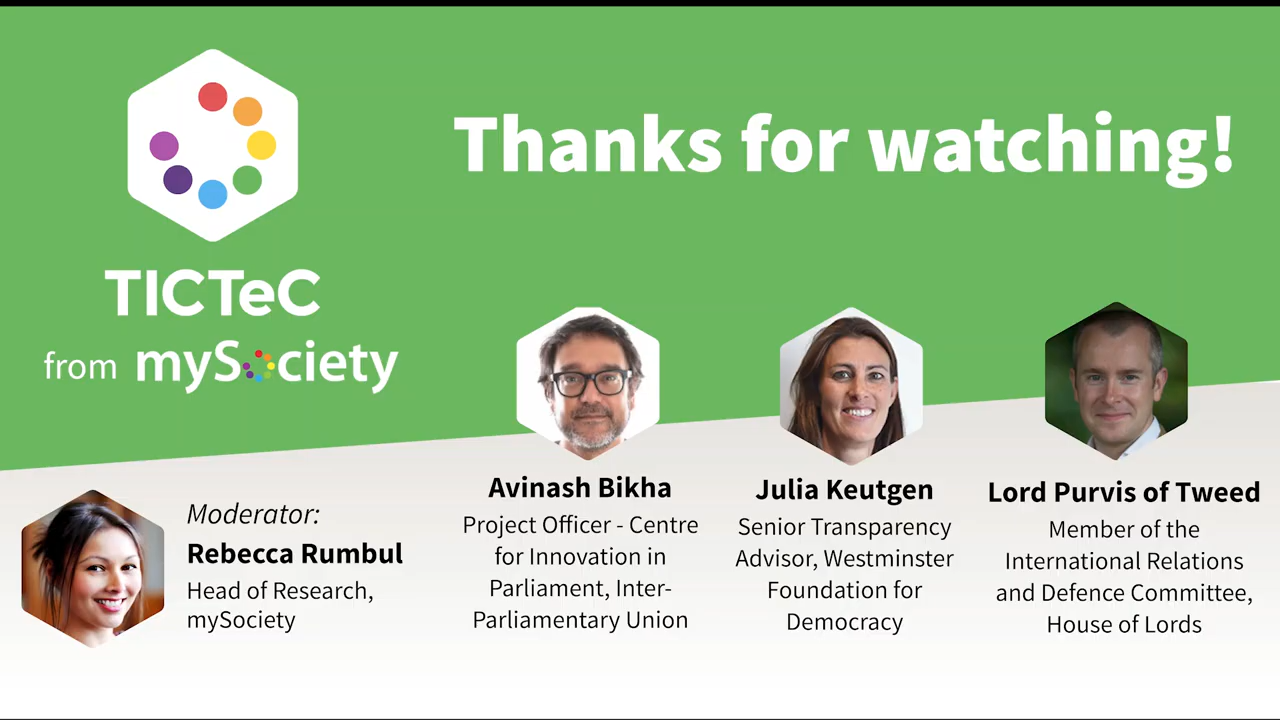 Thanks for watching!
TICTeC
from mySociety
Moderator:
Rebecca Rumbul
Head of Research,
mySociety
Avinash Bikha
Project Officer - Centre
for Innovation in
Parliament, Inter-
Parliamentary Union
Julia Keutgen
Senior Transparency
Advisor, Westminster
Foundation for
Democracy
Lord Purvis of Tweed
Member of the
International Relations
and Defence Committee,
House of Lords